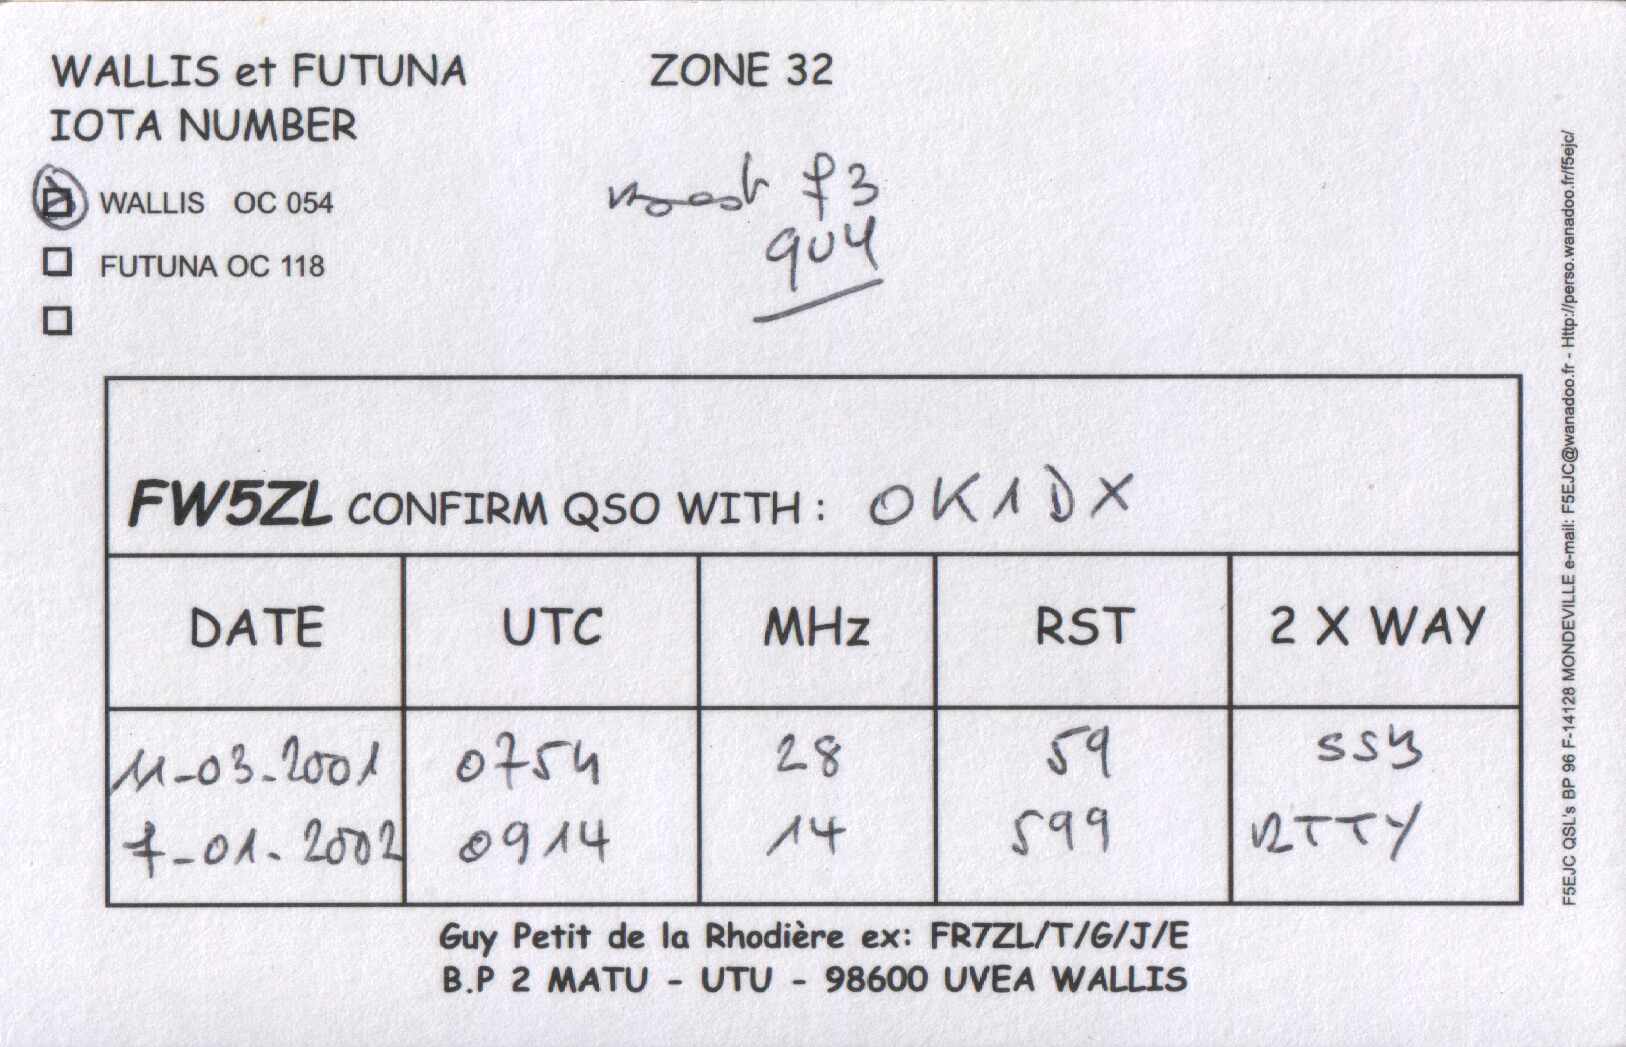 WALLIS et FUTUNA ZONE 32
IOTA NUMBER
WALLIS OC 054
FUTUNA OC 118
73
guy
FW5ZL CONFIRM QSO WITH : OK1DX
DATE UTC MHz RST 2 X WAY
11-03-2001 0754 28 59 SSB
7-01-2002 0914 14 599 RTTY
Guy Petit de la Rhodière ex: FR7ZL/T/G/J/E
B.P 2 MATU - UTU - 98600 UVEA WALLIS
F5EJC QSL's BP 96 F-14128 MONDEVILLE e-mail: F5EJC@wanadoo.fr - Http://perso.wanadoo.fr/f5ejc/